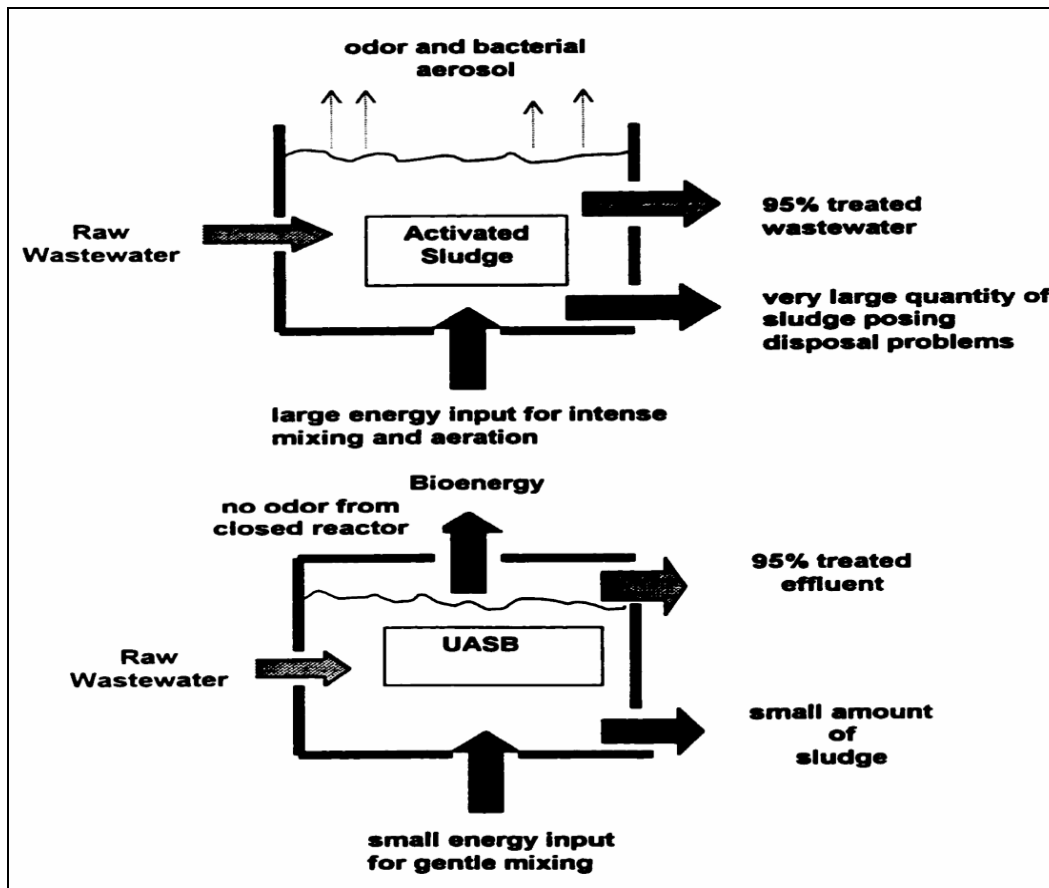 odor and bacterial
aerosol
Raw
Wastewater
Activated
Sludge
95% treated
wastewater
very large quantity of
sludge posing
disposal problems
large energy input for intense
mixing and aeration
Bioenergy
no odor from
closed reactor
95% treated
effluent
UASB
Raw
Wastewater
small amount
of
sludge
small energy input
for gentle mixing